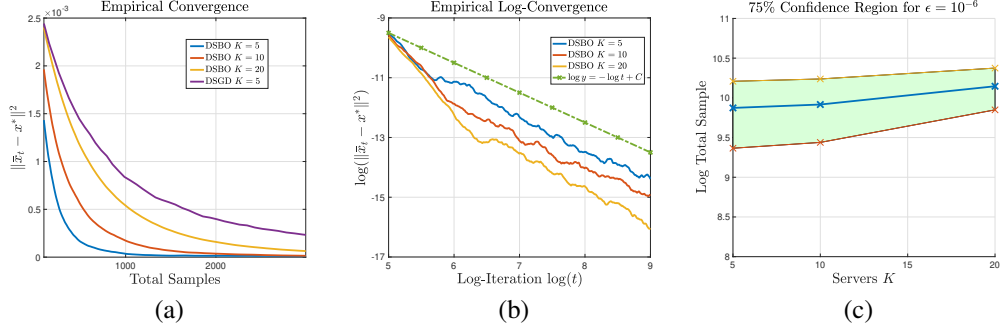 Empirical Convergence
2.5 ×10⁻³
2
1.5
1
0.5
0
1000 2000
‖x̄ₜ − x*‖²
Total Samples
DSBO K = 5
DSBO K = 10
DSBO K = 20
DSGD K = 5
(a)
Empirical Log-Convergence
-9
-11
-13
-15
-17
5 6 7 8 9
log(‖x̄ₜ − x*‖²)
Log-Iteration log(t)
DSBO K = 5
DSBO K = 10
DSBO K = 20
log y = − log t + C
(b)
75% Confidence Region for ϵ = 10⁻⁶
11
10.5
10
9.5
9
8.5
8
5 10 15 20
Log Total Sample
Servers K
(c)